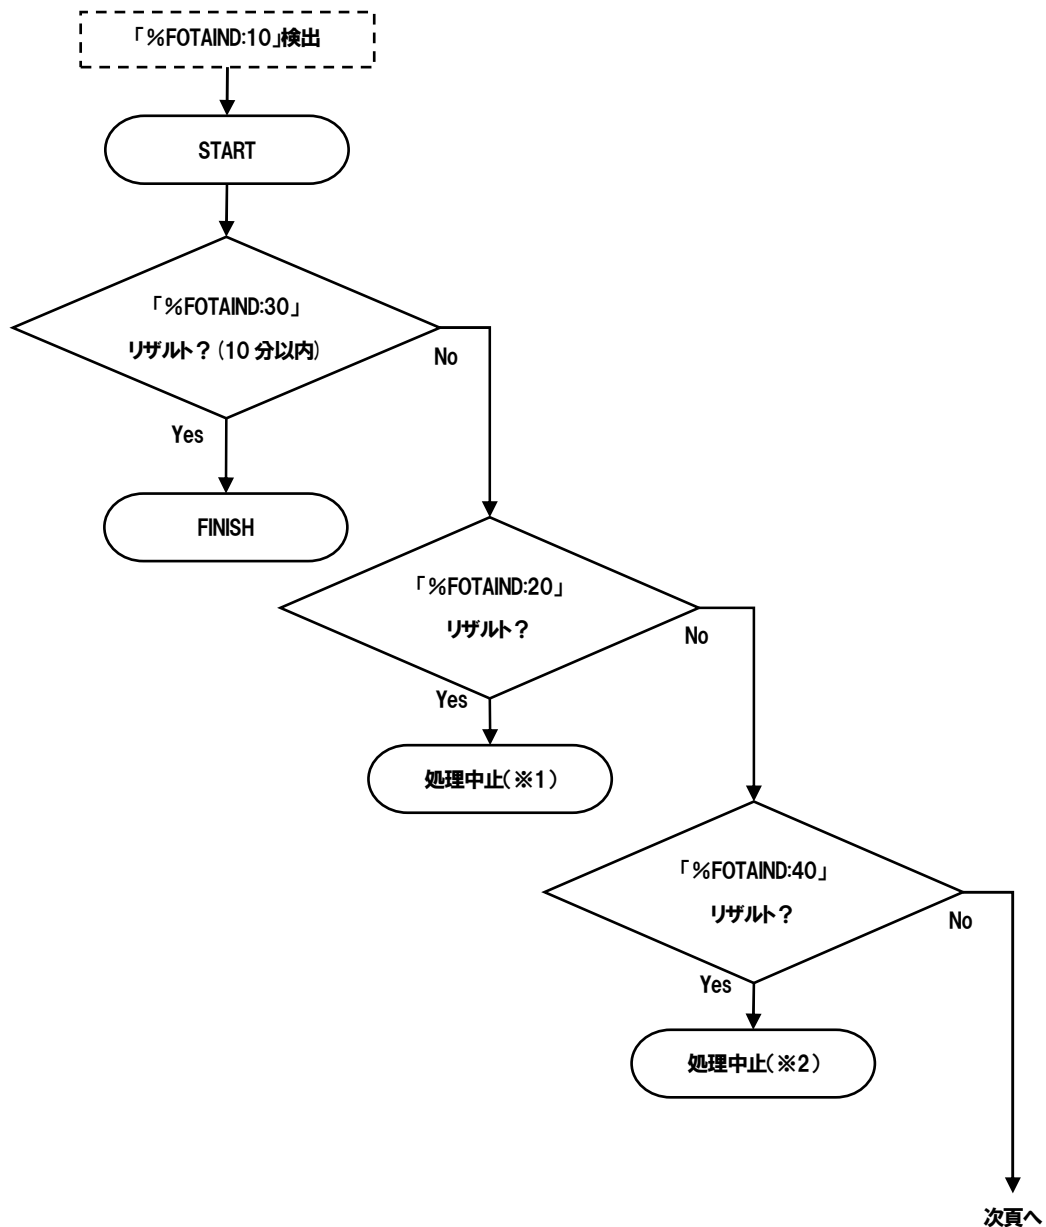 「%FOTAIND:10」検出
START
「%FOTAIND:30」
リザルト？(10 分以内)
No
Yes
FINISH
「%FOTAIND:20」
リザルト？
No
Yes
処理中止(※1)
「%FOTAIND:40」
リザルト？
No
Yes
処理中止(※2)
次頁へ